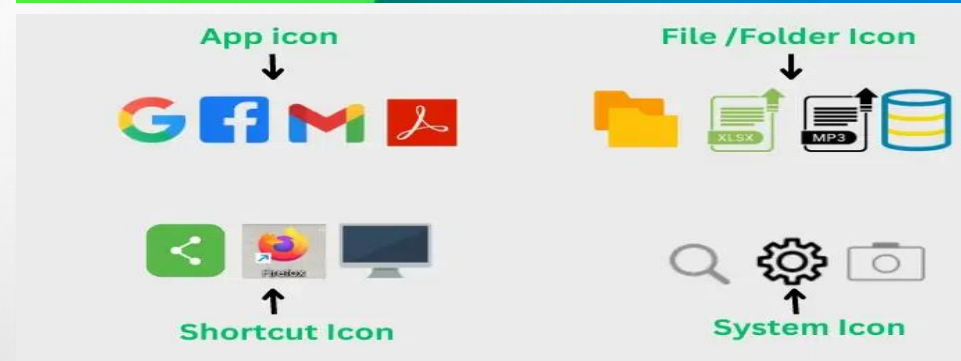 App icon
File /Folder Icon
XLSX
MP3
Firefox
Shortcut Icon
System Icon